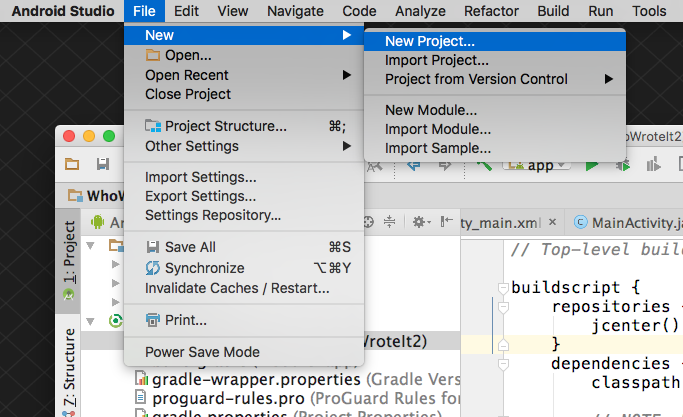 Android Studio File Edit View Navigate Code Analyze Refactor Build Run Tools
New
Open...
Open Recent
Close Project
Project Structure... ⌘;
Other Settings
Import Settings...
Export Settings...
Settings Repository...
Save All ⌘S
Synchronize ⌥⌘Y
Invalidate Caches / Restart...
Print...
Power Save Mode
New Project...
Import Project...
Project from Version Control
New Module...
Import Module...
Import Sample...
app
1: Project
Z: Structure
ty_main.xml
MainActivity.ja
// Top-level buil
buildscript {
repositories {
jcenter()
}
dependencies {
classpath
// NOTE
WroteIt2)
gradle-wrapper.properties (Gradle Vers
proguard-rules.pro (ProGuard Rules for
gradle.properties (Project Properties